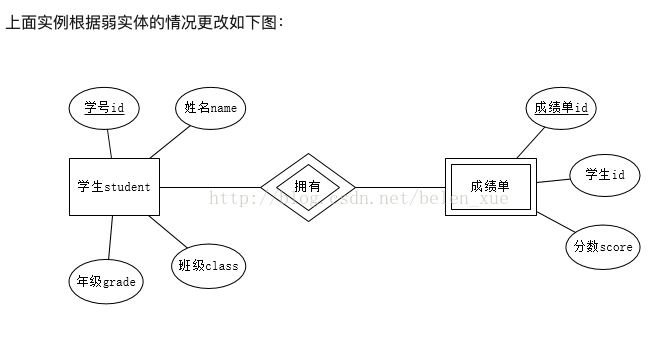 上面实例根据弱实体的情况更改如下图：
学号id
姓名name
成绩单id
学生student
拥有
成绩单
学生id
http://blog.csdn.net/belen_xue
年级grade
班级class
分数score